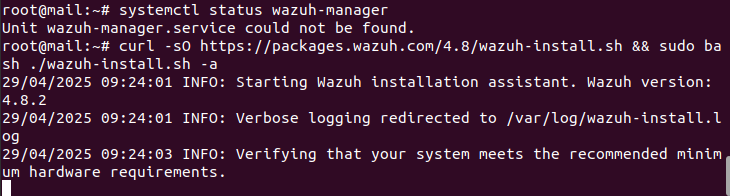 root@mail:~# systemctl status wazuh-manager
Unit wazuh-manager.service could not be found.
root@mail:~# curl -sO https://packages.wazuh.com/4.8/wazuh-install.sh && sudo ba
sh ./wazuh-install.sh -a
29/04/2025 09:24:01 INFO: Starting Wazuh installation assistant. Wazuh version:
4.8.2
29/04/2025 09:24:01 INFO: Verbose logging redirected to /var/log/wazuh-install.l
og
29/04/2025 09:24:03 INFO: Verifying that your system meets the recommended minim
um hardware requirements.